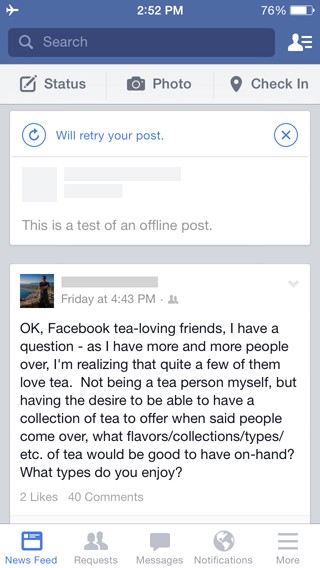 2:52 PM
76%
Search
Status
Photo
Check In
Will retry your post.
This is a test of an offline post.
Friday at 4:43 PM ·
OK, Facebook tea-loving friends, I have a
question - as I have more and more people
over, I'm realizing that quite a few of them
love tea.  Not being a tea person myself, but
having the desire to be able to have a
collection of tea to offer when said people
come over, what flavors/collections/types/
etc. of tea would be good to have on-hand?
What types do you enjoy?
2 Likes   40 Comments
News Feed
Requests
Messages
Notifications
More